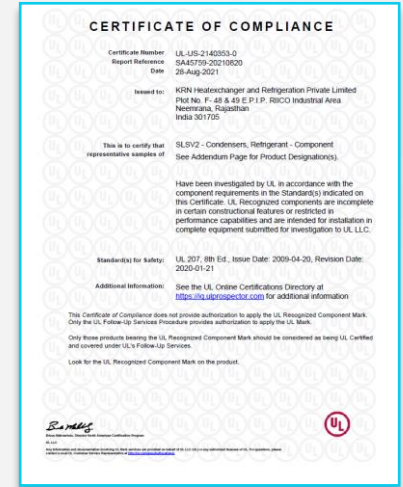 CERTIFICATE OF COMPLIANCE
Certificate Number UL-US-2140353-0
Report Reference SA45759-20210820
Date 28-Aug-2021
Issued to: KRN Heatexchanger and Refrigeration Private Limited
Plot No. F- 48 & 49 E.P.I.P. RIICO Industrial Area
Neemrana, Rajasthan
India 301705
This is to certify that SLSV2 - Condensers, Refrigerant - Component
representative samples of See Addendum Page for Product Designation(s).
Have been investigated by UL in accordance with the
component requirements in the Standard(s) indicated on
this Certificate. UL Recognized components are incomplete
in certain constructional features or restricted in
performance capabilities and are intended for installation in
complete equipment submitted for investigation to UL LLC.
Standard(s) for Safety: UL 207, 8th Ed., Issue Date: 2009-04-20, Revision Date:
2020-01-21
Additional Information: See the UL Online Certifications Directory at
https://iq.ulprospector.com for additional information
This Certificate of Compliance does not provide authorization to apply the UL Recognized Component Mark.
Only the UL Follow-Up Services Procedure provides authorization to apply the UL Mark.
Only those products bearing the UL Recognized Component Mark should be considered as being UL Certified
and covered under UL's Follow-Up Services.
Look for the UL Recognized Component Mark on the product.
UL